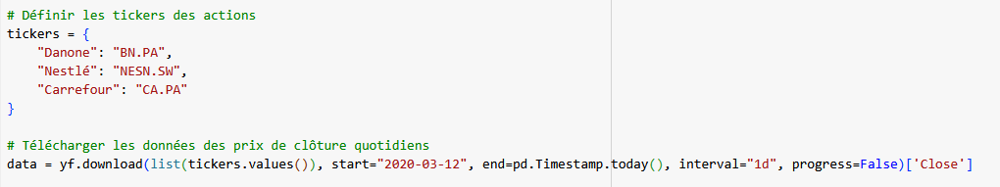 # Définir les tickers des actions
tickers = {
    "Danone": "BN.PA",
    "Nestlé": "NESN.SW",
    "Carrefour": "CA.PA"
}
# Télécharger les données des prix de clôture quotidiens
data = yf.download(list(tickers.values()), start="2020-03-12", end=pd.Timestamp.today(), interval="1d", progress=False)['Close']